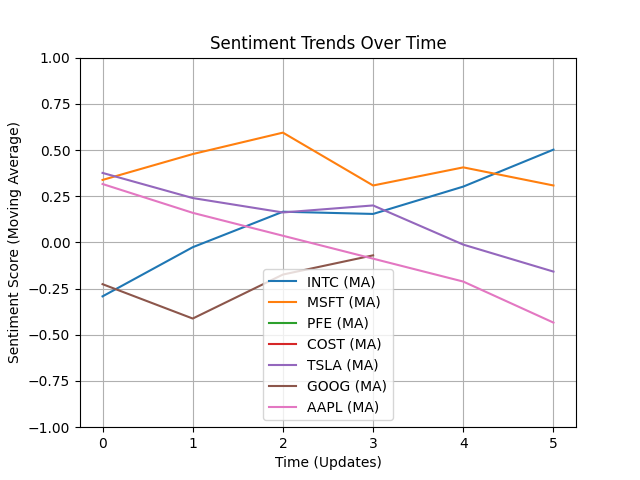 Sentiment Trends Over Time
Sentiment Score (Moving Average)
1.00
0.75
0.50
0.25
0.00
−0.25
−0.50
−0.75
−1.00
INTC (MA)
MSFT (MA)
PFE (MA)
COST (MA)
TSLA (MA)
GOOG (MA)
AAPL (MA)
0 1 2 3 4 5
Time (Updates)